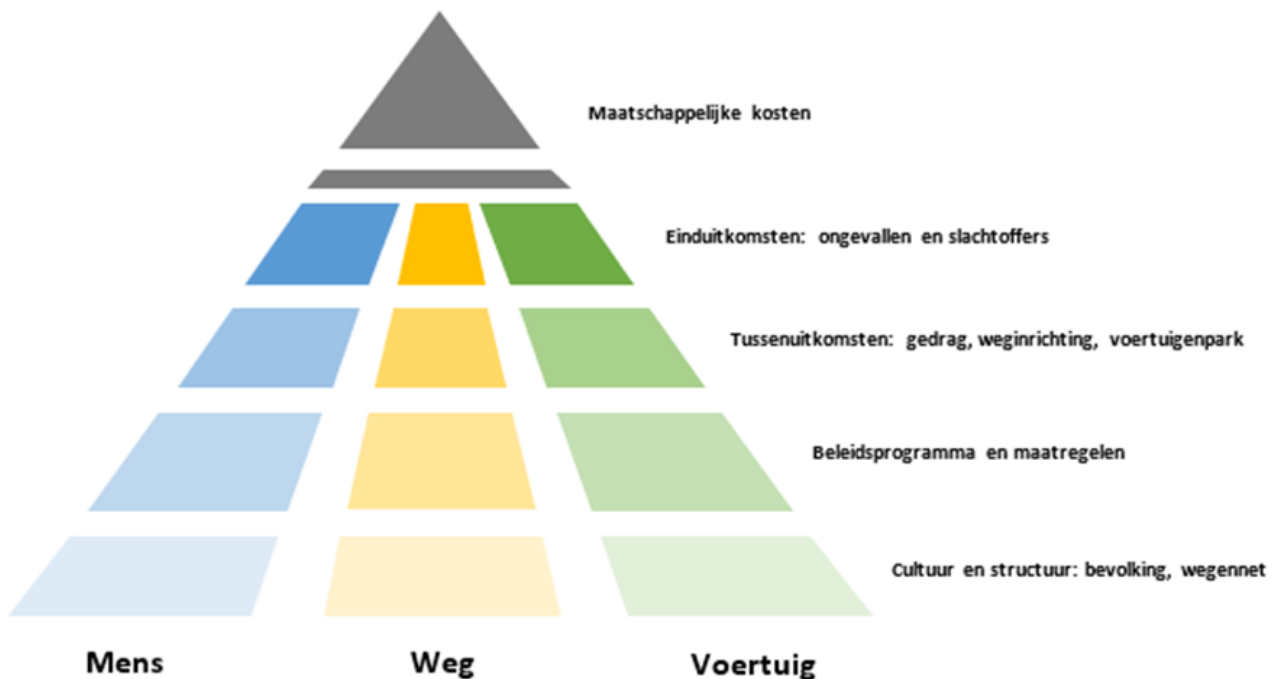 Maatschappelijke kosten
Einduitkomsten: ongevallen en slachtoffers
Tussenuitkomsten: gedrag, weginrichting, voertuigenpark
Beleidsprogramma en maatregelen
Cultuur en structuur: bevolking, wegennet
Mens Weg Voertuig